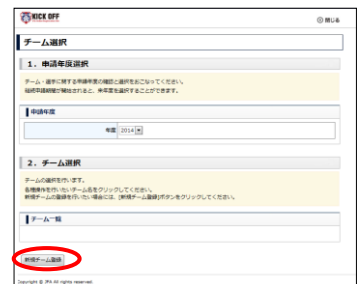 KICK OFF
閉じる
チーム選択
1．申請年度選択
チーム・選手に関する申請年度の確認と選択をおこなってください。
継続申請期間が開始されると、来年度を選択することができます。
申請年度
年度 2014
2．チーム選択
チームの選択を行います。
各種操作を行いたいチーム名をクリックしてください。
新規チームの登録を行いたい場合には、[新規チーム登録]ボタンをクリックしてください。
チーム一覧
新規チーム登録
Copyright © JFA All rights reserved.